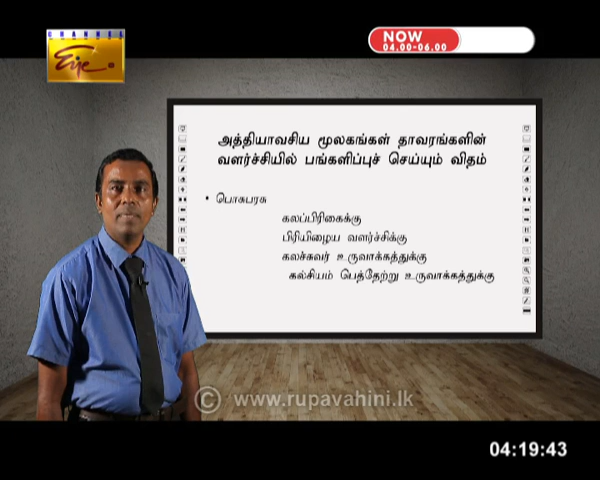 CHANNEL
Eye
NOW
04.00-06.00
அத்தியாவசிய மூலகங்கள் தாவரங்களின்
வளர்ச்சியில் பங்களிப்புச் செய்யும் விதம்
• பொசுபரசு
கலப்பிரிகைக்கு
பிரியிழைய வளர்ச்சிக்கு
கலச்சுவர் உருவாக்கத்துக்கு
கல்சியம் பெத்தேற்று உருவாக்கத்துக்கு
© www.rupavahini.lk
04:19:43